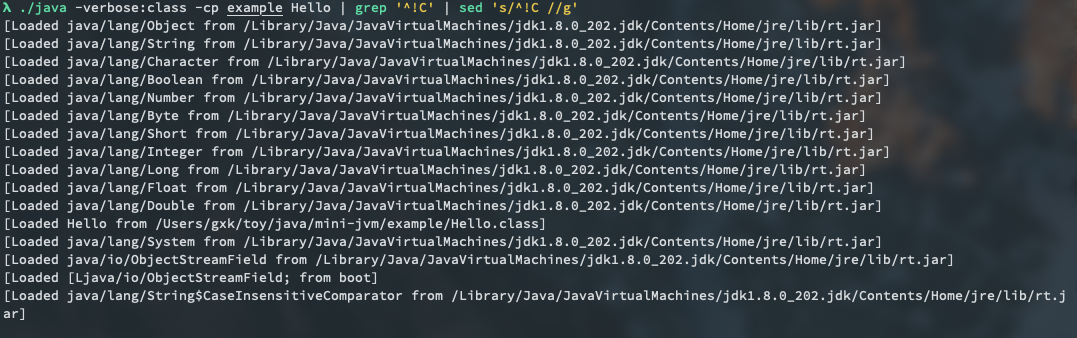 λ ./java -verbose:class -cp example Hello | grep '^!C' | sed 's/^!C //g'
[Loaded java/lang/Object from /Library/Java/JavaVirtualMachines/jdk1.8.0_202.jdk/Contents/Home/jre/lib/rt.jar]
[Loaded java/lang/String from /Library/Java/JavaVirtualMachines/jdk1.8.0_202.jdk/Contents/Home/jre/lib/rt.jar]
[Loaded java/lang/Character from /Library/Java/JavaVirtualMachines/jdk1.8.0_202.jdk/Contents/Home/jre/lib/rt.jar]
[Loaded java/lang/Boolean from /Library/Java/JavaVirtualMachines/jdk1.8.0_202.jdk/Contents/Home/jre/lib/rt.jar]
[Loaded java/lang/Number from /Library/Java/JavaVirtualMachines/jdk1.8.0_202.jdk/Contents/Home/jre/lib/rt.jar]
[Loaded java/lang/Byte from /Library/Java/JavaVirtualMachines/jdk1.8.0_202.jdk/Contents/Home/jre/lib/rt.jar]
[Loaded java/lang/Short from /Library/Java/JavaVirtualMachines/jdk1.8.0_202.jdk/Contents/Home/jre/lib/rt.jar]
[Loaded java/lang/Integer from /Library/Java/JavaVirtualMachines/jdk1.8.0_202.jdk/Contents/Home/jre/lib/rt.jar]
[Loaded java/lang/Long from /Library/Java/JavaVirtualMachines/jdk1.8.0_202.jdk/Contents/Home/jre/lib/rt.jar]
[Loaded java/lang/Float from /Library/Java/JavaVirtualMachines/jdk1.8.0_202.jdk/Contents/Home/jre/lib/rt.jar]
[Loaded java/lang/Double from /Library/Java/JavaVirtualMachines/jdk1.8.0_202.jdk/Contents/Home/jre/lib/rt.jar]
[Loaded Hello from /Users/gxk/toy/java/mini-jvm/example/Hello.class]
[Loaded java/lang/System from /Library/Java/JavaVirtualMachines/jdk1.8.0_202.jdk/Contents/Home/jre/lib/rt.jar]
[Loaded java/io/ObjectStreamField from /Library/Java/JavaVirtualMachines/jdk1.8.0_202.jdk/Contents/Home/jre/lib/rt.jar]
[Loaded [Ljava/io/ObjectStreamField; from boot]
[Loaded java/lang/String$CaseInsensitiveComparator from /Library/Java/JavaVirtualMachines/jdk1.8.0_202.jdk/Contents/Home/jre/lib/rt.j
ar]